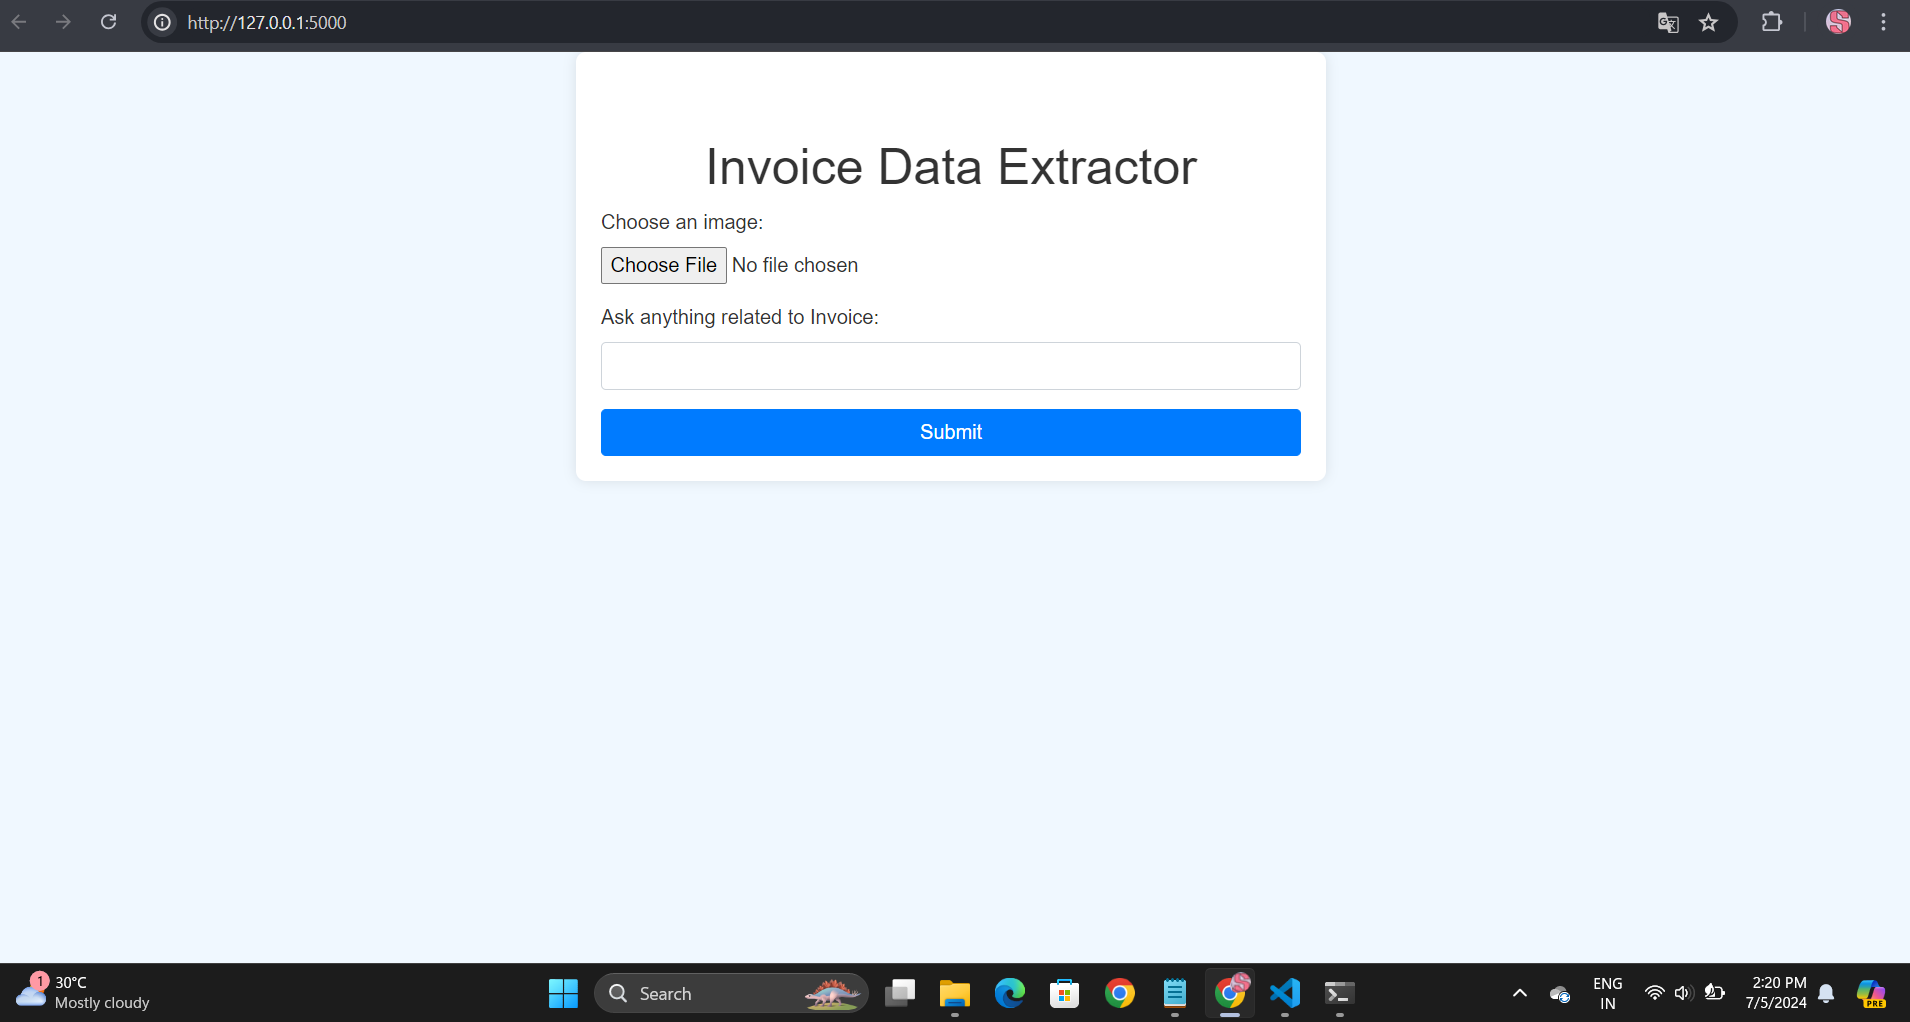 http://127.0.0.1:5000
Invoice Data Extractor
Choose an image:
Choose File No file chosen
Ask anything related to Invoice:
Submit
1
30°C
Mostly cloudy
Search
ENG
IN
2:20 PM
7/5/2024
PRE